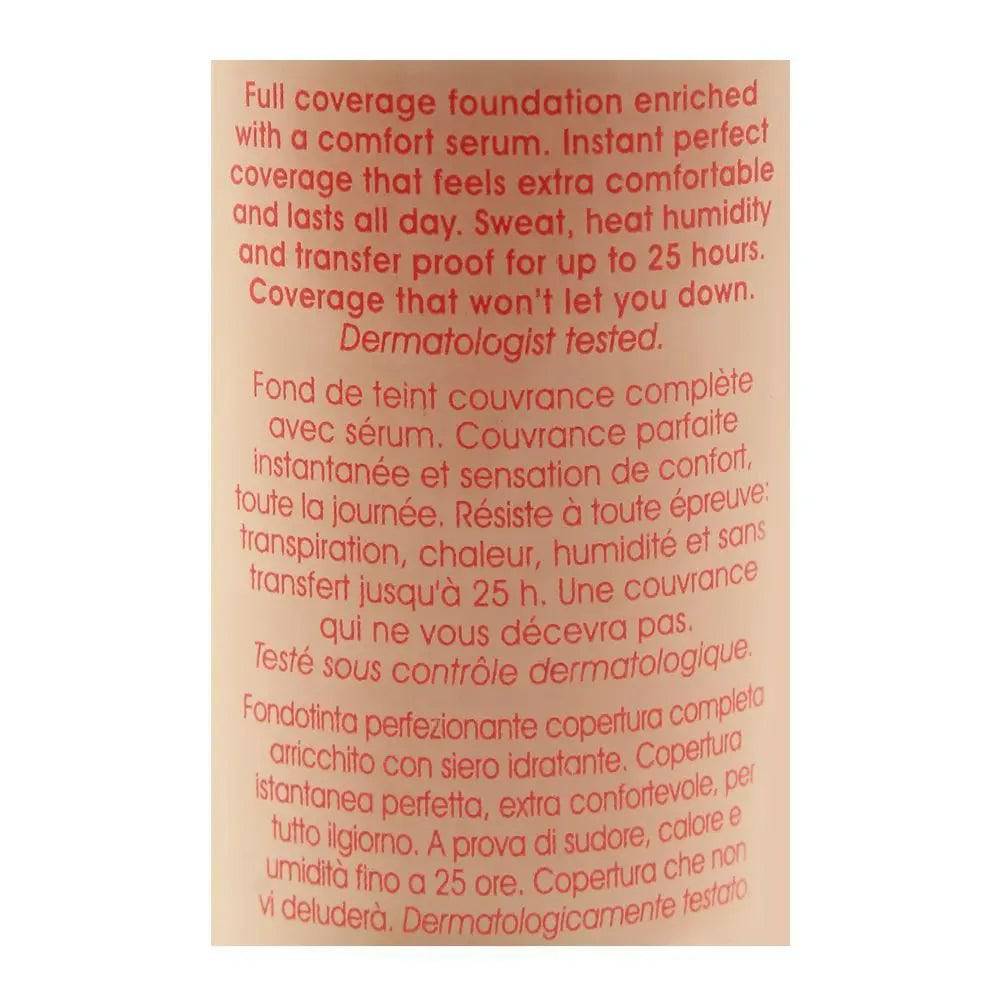 Full coverage foundation enriched
with a comfort serum. Instant perfect
coverage that feels extra comfortable
and lasts all day. Sweat, heat humidity
and transfer proof for up to 25 hours.
Coverage that won't let you down.
Dermatologist tested.
Fond de teint couvrance complète
avec sérum. Couvrance parfaite
instantanée et sensation de confort,
toute la journée. Résiste à toute épreuve:
transpiration, chaleur, humidité et sans
transfert jusqu'à 25 h. Une couvrance
qui ne vous décevra pas.
Testé sous contrôle dermatologique.
Fondotinta perfezionante copertura completa
arricchito con siero idratante. Copertura
istantanea perfetta, extra confortevole, per
tutto ilgiorno. A prova di sudore, calore e
umidità fino a 25 ore. Copertura che non
vi deluderà. Dermatologicamente testato